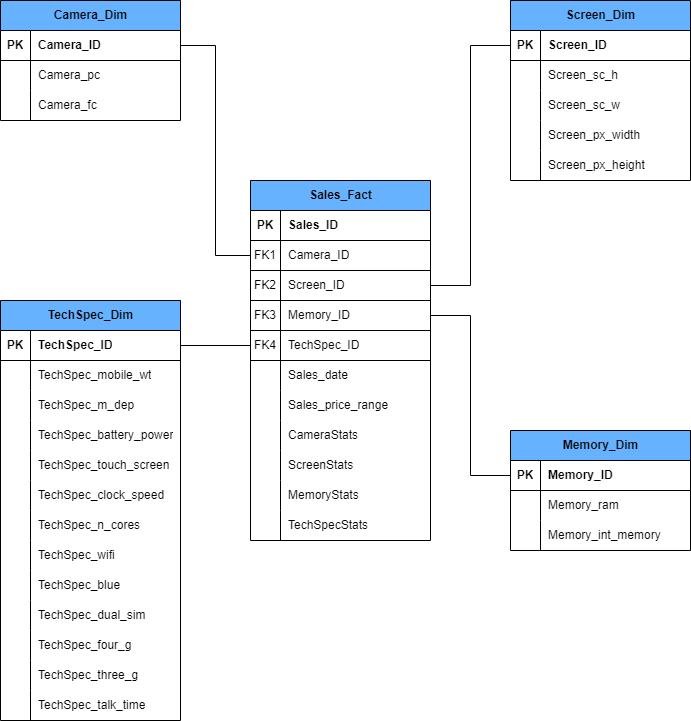 Camera_Dim
PK Camera_ID
Camera_pc
Camera_fc
Screen_Dim
PK Screen_ID
Screen_sc_h
Screen_sc_w
Screen_px_width
Screen_px_height
Sales_Fact
PK Sales_ID
FK1 Camera_ID
FK2 Screen_ID
FK3 Memory_ID
FK4 TechSpec_ID
Sales_date
Sales_price_range
CameraStats
ScreenStats
MemoryStats
TechSpecStats
TechSpec_Dim
PK TechSpec_ID
TechSpec_mobile_wt
TechSpec_m_dep
TechSpec_battery_power
TechSpec_touch_screen
TechSpec_clock_speed
TechSpec_n_cores
TechSpec_wifi
TechSpec_blue
TechSpec_dual_sim
TechSpec_four_g
TechSpec_three_g
TechSpec_talk_time
Memory_Dim
PK Memory_ID
Memory_ram
Memory_int_memory